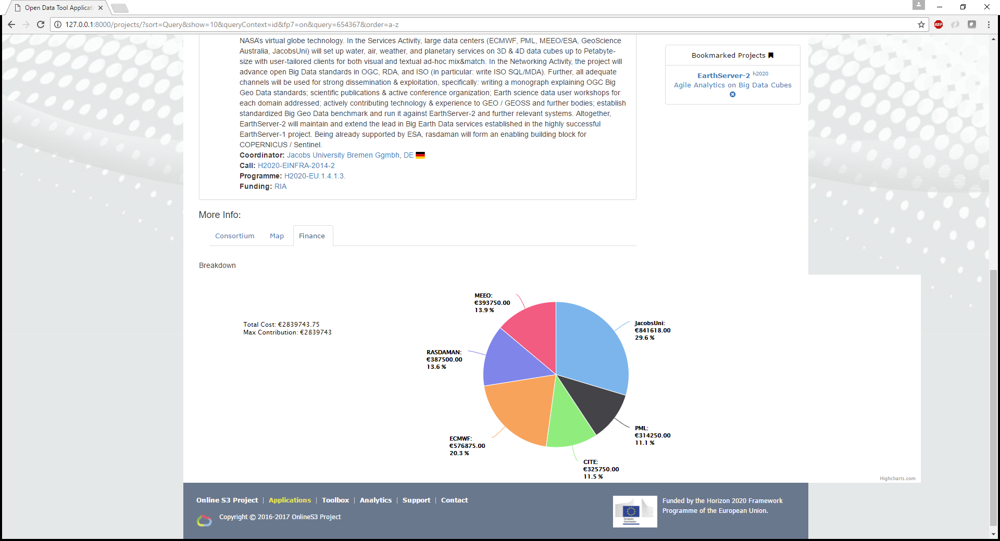 Open Data Tool Applicat
127.0.0.1:8000/projects/?sort=Query&show=10&queryContext=id&fp7=on&query=654367&order=a-z
ABP
NASA's virtual globe technology. In the Services Activity, large data centers (ECMWF, PML, MEEO/ESA, GeoScience
Australia, JacobsUni) will set up water, air, weather, and planetary services on 3D & 4D data cubes up to Petabyte-
size with user-tailored clients for both visual and textual ad-hoc mix&match. In the Networking Activity, the project will
advance open Big Data standards in OGC, RDA, and ISO (in particular: write ISO SQL/MDA). Further, all adequate
channels will be used for strong dissemination & exploitation, specifically: writing a monograph explaining OGC Big
Geo Data standards; scientific publications & active conference organization; Earth science data user workshops for
each domain addressed; actively contributing technology & experience to GEO / GEOSS and further bodies; establish
standardized Big Geo Data benchmark and run it against EarthServer-2 and further relevant systems. Altogether,
EarthServer-2 will maintain and extend the lead in Big Earth Data services established in the highly successful
EarthServer-1 project. Being already supported by ESA, rasdaman will form an enabling building block for
COPERNICUS / Sentinel.
Coordinator: Jacobs University Bremen Ggmbh, DE
Call: H2020-EINFRA-2014-2
Programme: H2020-EU.1.4.1.3.
Funding: RIA
Bookmarked Projects
EarthServer-2 h2020
Agile Analytics on Big Data Cubes
More Info:
Consortium Map Finance
Breakdown
Total Cost: €2839743.75
Max Contribution: €2839743
MEEO:
€393750.00
13.9 %
JacobsUni:
€841618.00
29.6 %
RASDAMAN:
€387500.00
13.6 %
PML:
€314250.00
11.1 %
ECMWF:
€576875.00
20.3 %
CITE:
€325750.00
11.5 %
Highcharts.com
Online S3 Project | Applications | Toolbox | Analytics | Support | Contact
Copyright © 2016-2017 OnlineS3 Project
European
Commission
Funded by the Horizon 2020 Framework
Programme of the European Union.